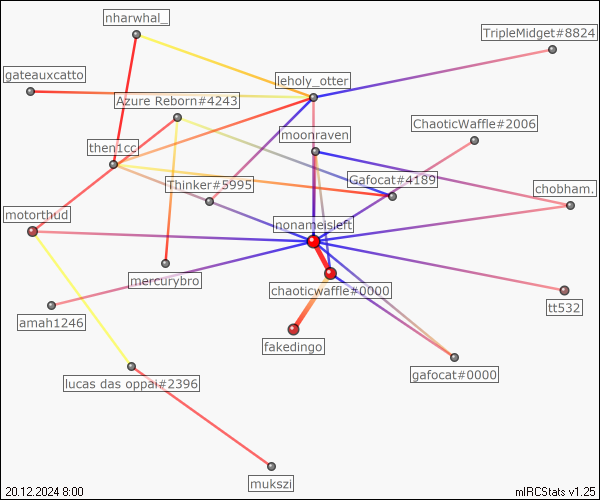 nharwhal_
TripleMidget#8824
gateauxcatto
leholy_otter
Azure Reborn#4243
ChaoticWaffle#2006
moonraven
then1cc
Thinker#5995
Gafocat#4189
chobham.
motorthud
nonameisleft
mercurybro
chaoticwaffle#0000
tt532
amah1246
fakedingo
gafocat#0000
lucas das oppai#2396
mukszi
20.12.2024 8:00
mIRCStats v1.25